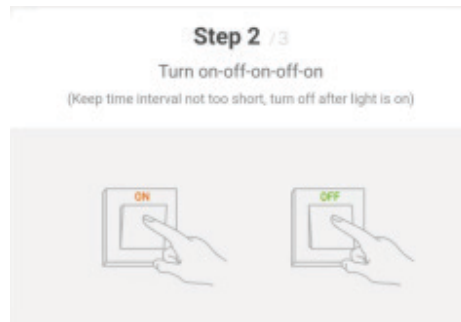 Step 2 /3
Turn on-off-on-off-on
(Keep time interval not too short, turn off after light is on)
ON OFF